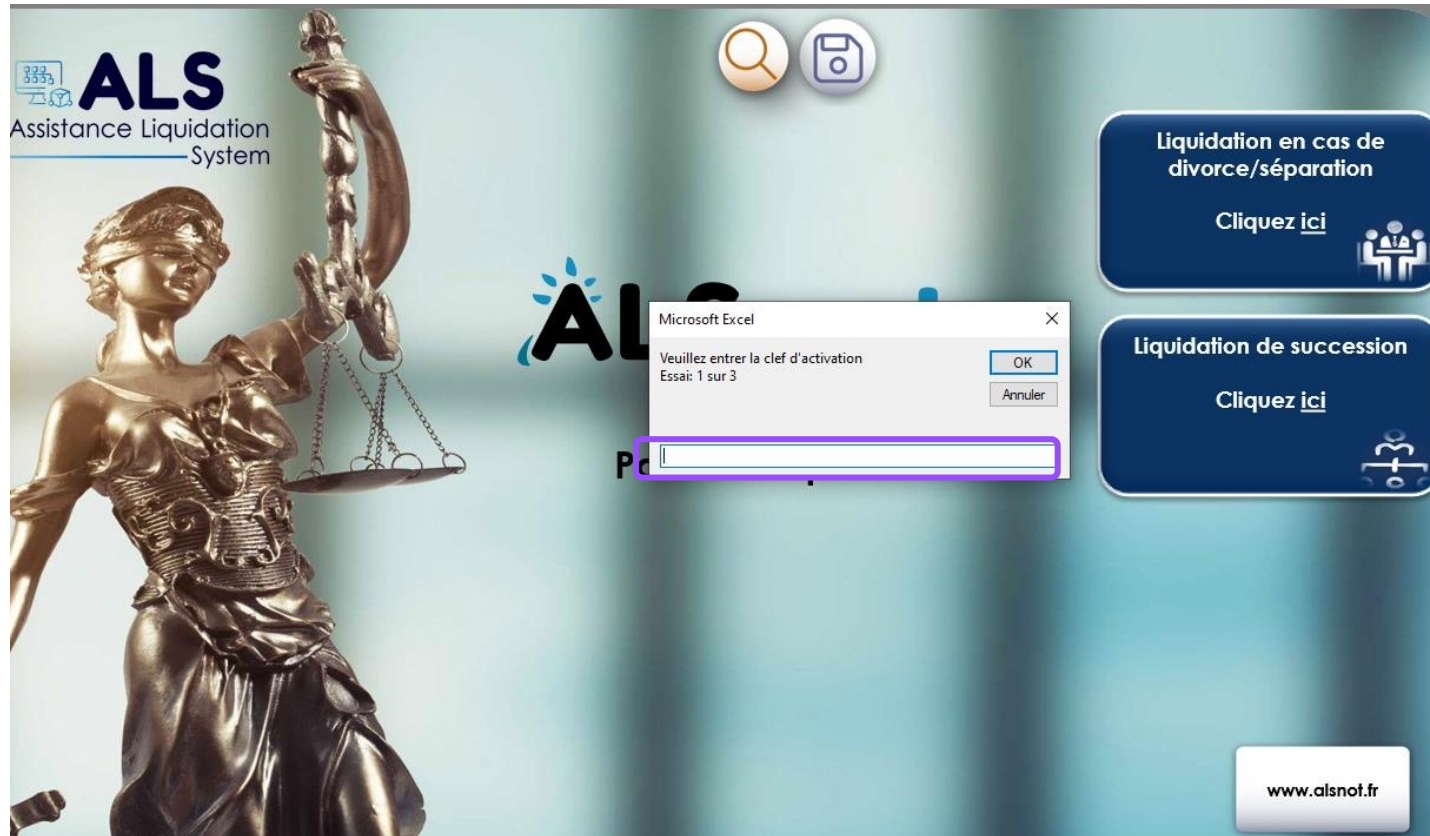 ALS
Assistance Liquidation
System
Liquidation en cas de
divorce/séparation
Cliquez ici
Microsoft Excel
Veuillez entrer la clef d'activation
Essai: 1 sur 3
OK
Annuler
Liquidation de succession
Cliquez ici
www.alsnot.fr